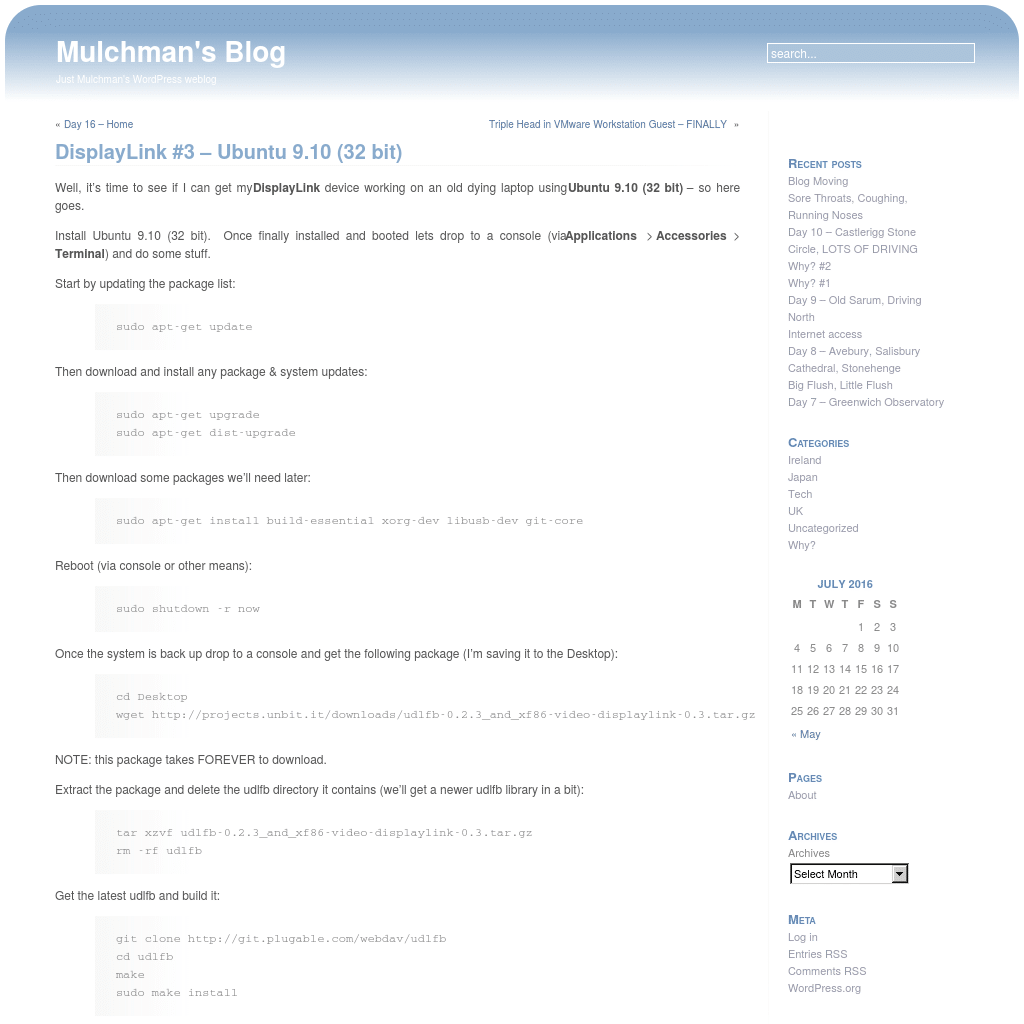 Mulchman's Blog
Just Mulchman's WordPress weblog
search...
« Day 16 – Home
Triple Head in VMware Workstation Guest – FINALLY »
DisplayLink #3 – Ubuntu 9.10 (32 bit)
Well, it’s time to see if I can get my DisplayLink device working on an old dying laptop using Ubuntu 9.10 (32 bit) – so here
goes.
Install Ubuntu 9.10 (32 bit). Once finally installed and booted lets drop to a console (via Applications > Accessories >
Terminal) and do some stuff.
Start by updating the package list:
sudo apt-get update
Then download and install any package & system updates:
sudo apt-get upgrade
sudo apt-get dist-upgrade
Then download some packages we’ll need later:
sudo apt-get install build-essential xorg-dev libusb-dev git-core
Reboot (via console or other means):
sudo shutdown -r now
Once the system is back up drop to a console and get the following package (I’m saving it to the Desktop):
cd Desktop
wget http://projects.unbit.it/downloads/udlfb-0.2.3_and_xf86-video-displaylink-0.3.tar.gz
NOTE: this package takes FOREVER to download.
Extract the package and delete the udlfb directory it contains (we’ll get a newer udlfb library in a bit):
tar xzvf udlfb-0.2.3_and_xf86-video-displaylink-0.3.tar.gz
rm -rf udlfb
Get the latest udlfb and build it:
git clone http://git.plugable.com/webdav/udlfb
cd udlfb
make
sudo make install
Recent posts
Blog Moving
Sore Throats, Coughing,
Running Noses
Day 10 – Castlerigg Stone
Circle, LOTS OF DRIVING
Why? #2
Why? #1
Day 9 – Old Sarum, Driving
North
Internet access
Day 8 – Avebury, Salisbury
Cathedral, Stonehenge
Big Flush, Little Flush
Day 7 – Greenwich Observatory
Categories
Ireland
Japan
Tech
UK
Uncategorized
Why?
JULY 2016
M T W T F S S
1 2 3
4 5 6 7 8 9 10
11 12 13 14 15 16 17
18 19 20 21 22 23 24
25 26 27 28 29 30 31
« May
Pages
About
Archives
Archives
Select Month
Meta
Log in
Entries RSS
Comments RSS
WordPress.org